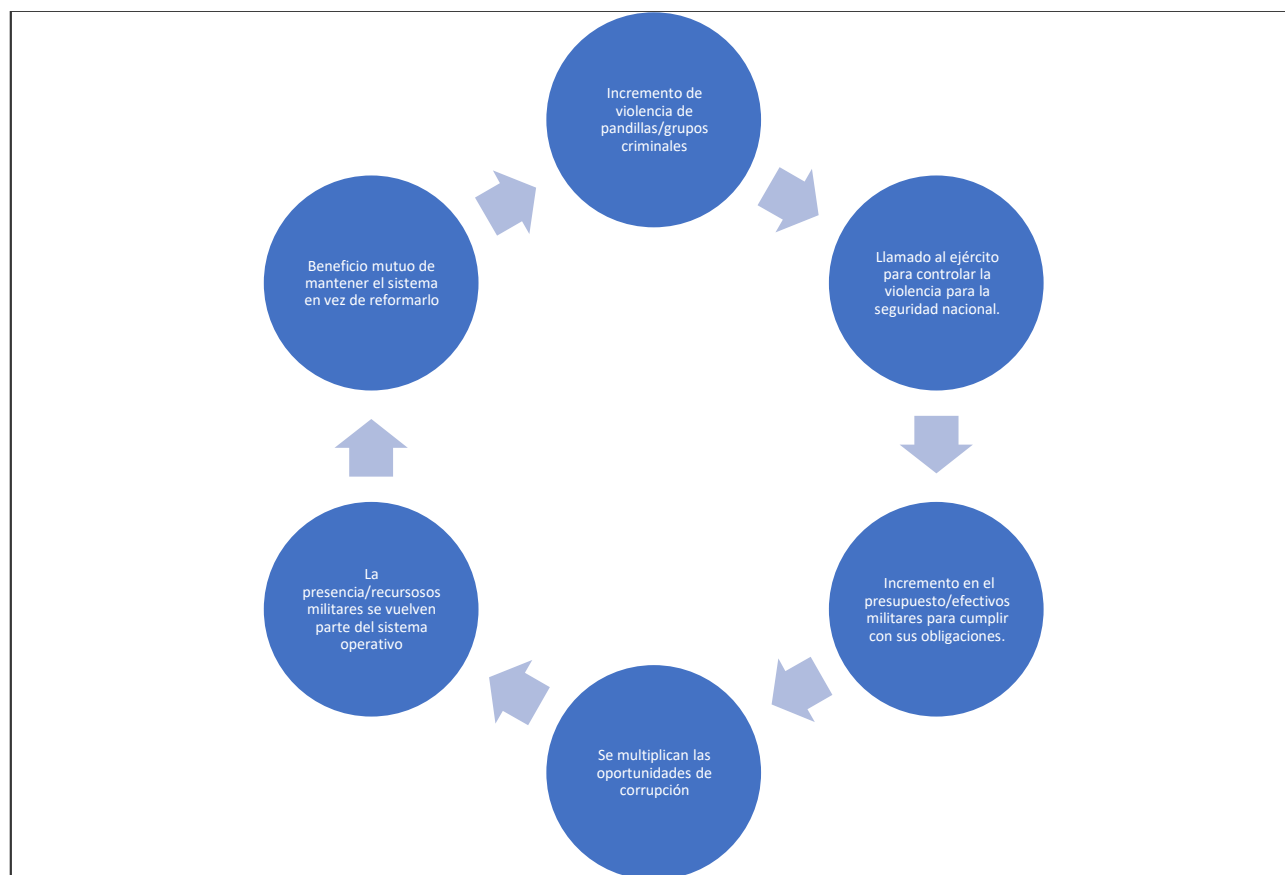 Incremento de
violencia de
pandillas/grupos
criminales
Llamado al ejército
para controlar la
violencia para la
seguridad nacional.
Incremento en el
presupuesto/efectivos
militares para cumplir
con sus obligaciones.
Se multiplican las
oportunidades de
corrupción
La
presencia/recursosos
militares se vuelven
parte del sistema
operativo
Beneficio mutuo de
mantener el sistema
en vez de reformarlo